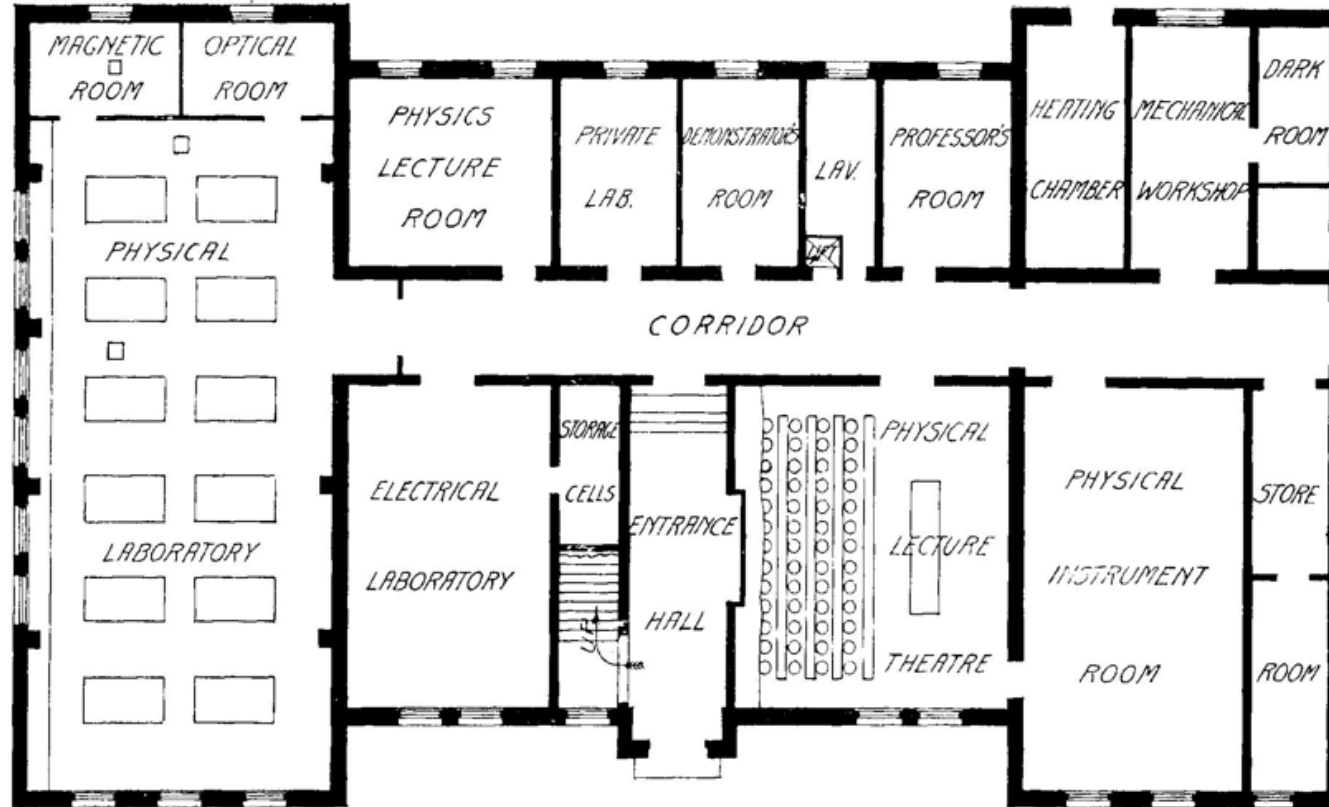 MAGNETIC
ROOM
OPTICAL
ROOM
PHYSICS
LECTURE
ROOM
PRIVATE
LAB.
DEMONSTRATOR'S
ROOM
LAV.
LIFT
PROFESSOR'S
ROOM
HEATING
CHAMBER
MECHANICAL
WORKSHOP
DARK
ROOM
PHYSICAL
LABORATORY
CORRIDOR
ELECTRICAL
LABORATORY
STORAGE
CELLS
UP
ENTRANCE
HALL
PHYSICAL
LECTURE
THEATRE
PHYSICAL
INSTRUMENT
ROOM
STORE
ROOM